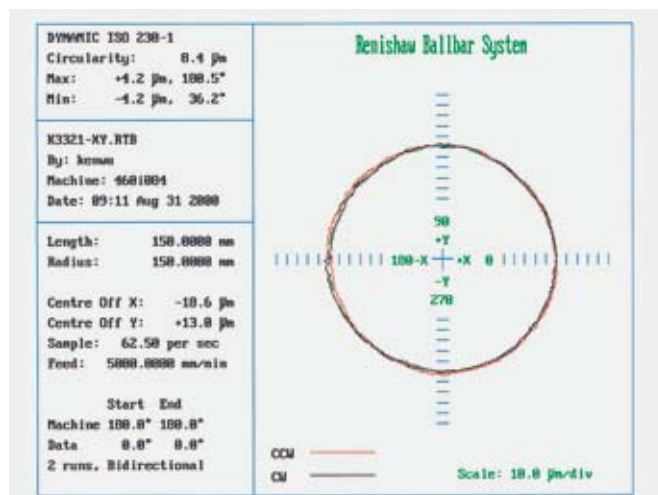 DYNAMIC ISO 230-1
Circularity: 8.4 µm
Max: +4.2 µm, 180.5°
Min: -4.2 µm, 36.2°
K3321-XY.RTB
By:
Machine: 460i004
Date: 09:11 Aug 31 2000
Length: 150.0000 mm
Radius: 150.0000 mm
Centre Off X: -18.6 µm
Centre Off Y: +13.0 µm
Sample: 62.50 per sec
Feed: 5000.0000 mm/min
Start End
Machine 180.0° 180.0°
Data 0.0° 0.0°
2 runs, Bidirectional
Renishaw Ballbar System
90
+Y
180-X +X 0
-Y
270
CCW
CW
Scale: 10.0 µm/div